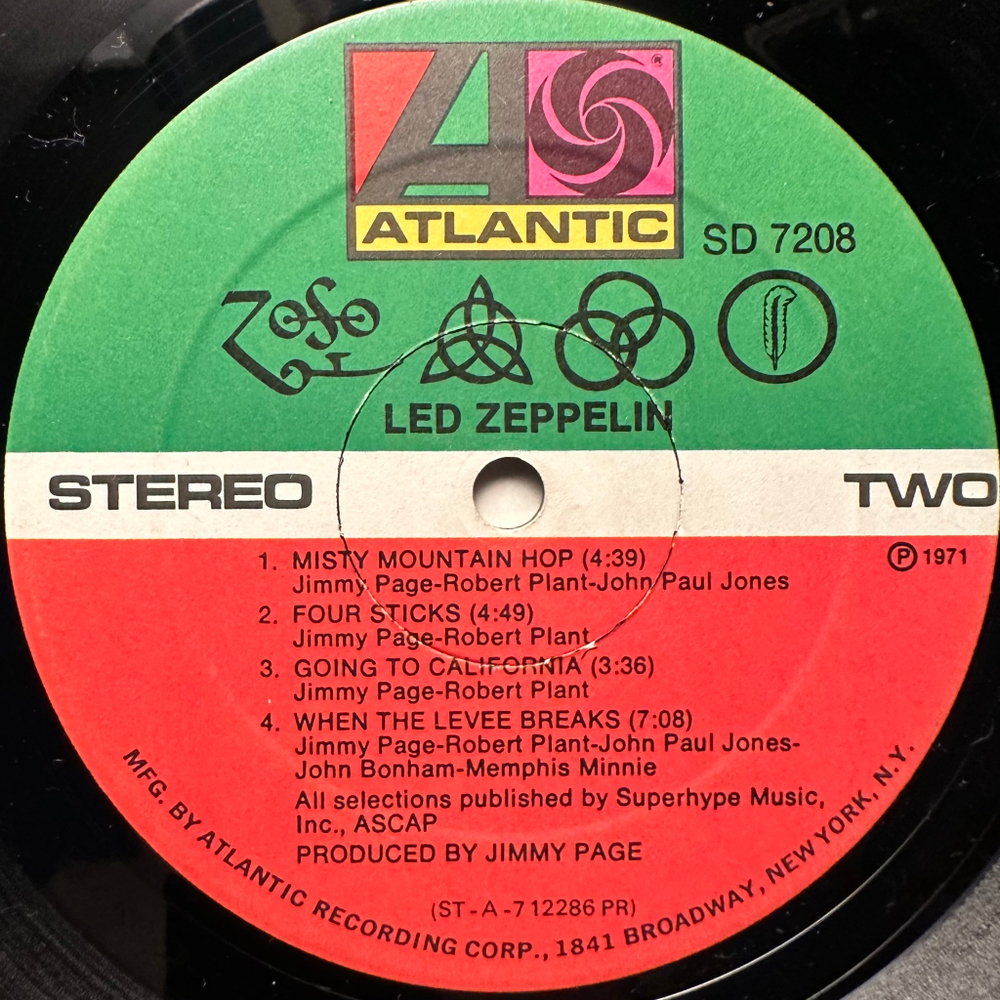 A
®
ATLANTIC
SD 7208
ZoSo
LED ZEPPELIN
STEREO
TWO
℗ 1971
1. MISTY MOUNTAIN HOP (4:39)
Jimmy Page-Robert Plant-John Paul Jones
2. FOUR STICKS (4:49)
Jimmy Page-Robert Plant
3. GOING TO CALIFORNIA (3:36)
Jimmy Page-Robert Plant
4. WHEN THE LEVEE BREAKS (7:08)
Jimmy Page-Robert Plant-John Paul Jones-
John Bonham-Memphis Minnie
All selections published by Superhype Music,
Inc., ASCAP
PRODUCED BY JIMMY PAGE
(ST-A-712286 PR)
MFG. BY ATLANTIC RECORDING CORP., 1841 BROADWAY, NEW YORK, N.Y.